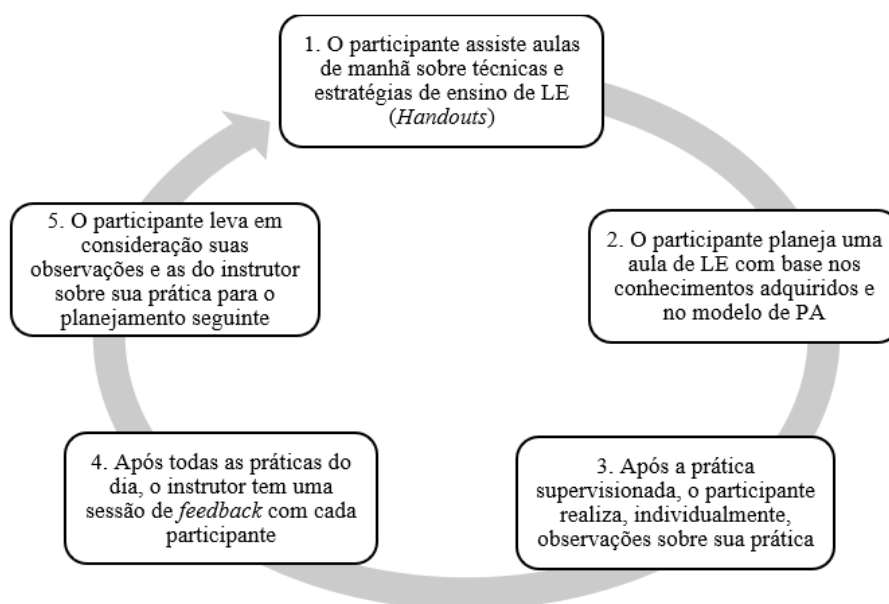 1. O participante assiste aulas
de manhã sobre técnicas e
estratégias de ensino de LE
(Handouts)
2. O participante planeja uma
aula de LE com base nos
conhecimentos adquiridos e
no modelo de PA
3. Após a prática
supervisionada, o participante
realiza, individualmente,
observações sobre sua prática
4. Após todas as práticas do
dia, o instrutor tem uma
sessão de feedback com cada
participante
5. O participante leva em
consideração suas
observações e as do instrutor
sobre sua prática para o
planejamento seguinte